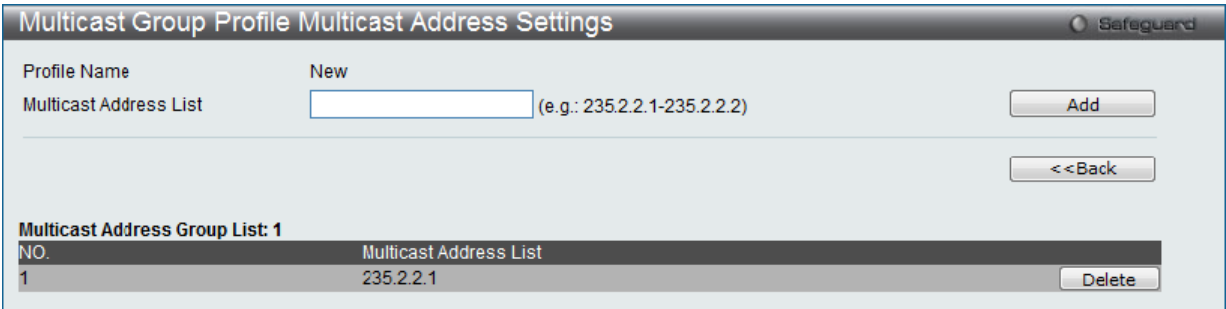 Multicast Group Profile Multicast Address Settings Safeguard
Profile Name New
Multicast Address List (e.g.: 235.2.2.1-235.2.2.2) Add
<<Back
Multicast Address Group List: 1
NO. Multicast Address List
1 235.2.2.1 Delete